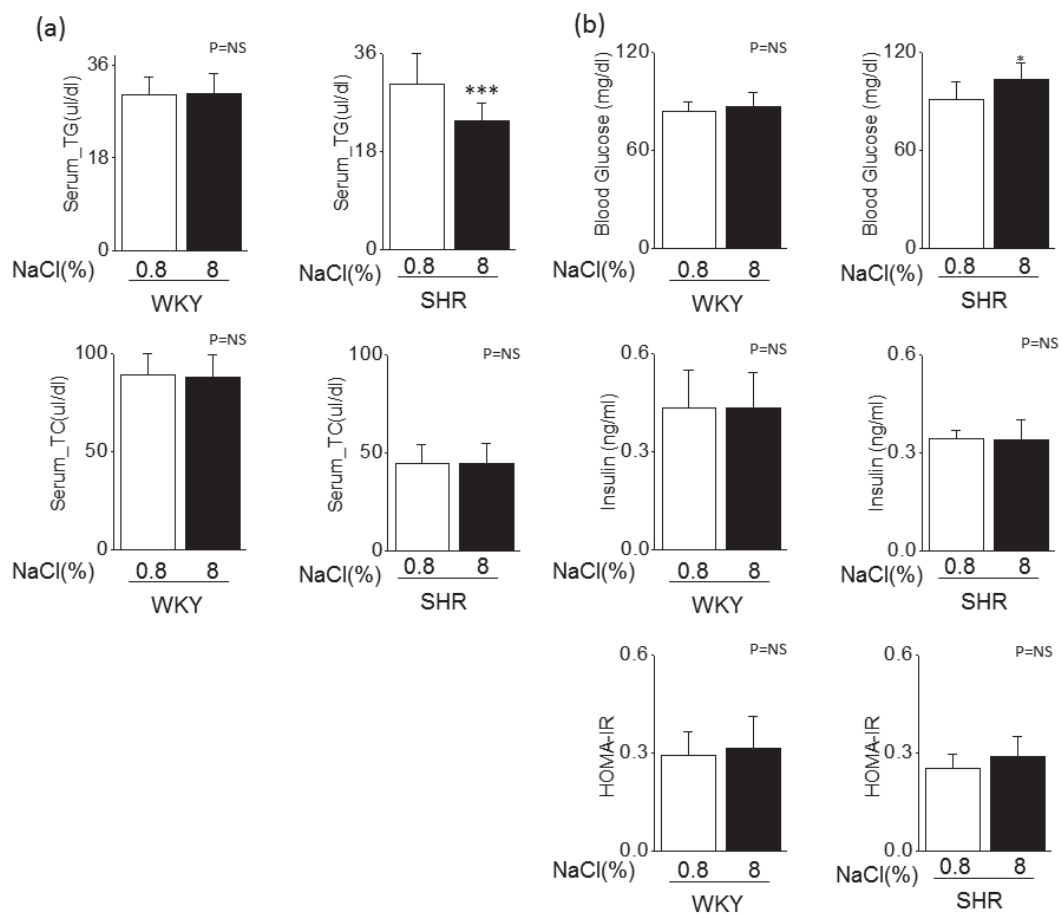 (a)
P=NS
Serum_TG(ul/dl)
36
18
0
NaCl(%)
0.8 8
WKY
Serum_TG(ul/dl)
36
18
0
***
NaCl(%)
0.8 8
SHR
P=NS
Serum_TC(ul/dl)
100
50
0
NaCl(%)
0.8 8
WKY
P=NS
Serum_TC(ul/dl)
100
50
0
NaCl(%)
0.8 8
SHR
(b)
P=NS
Blood Glucose (mg/dl)
120
60
0
NaCl(%)
0.8 8
WKY
Blood Glucose (mg/dl)
120
60
0
*
NaCl(%)
0.8 8
SHR
P=NS
Insulin (ng/ml)
0.6
0.3
0.0
NaCl(%)
0.8 8
WKY
P=NS
Insulin (ng/ml)
0.6
0.3
0.0
NaCl(%)
0.8 8
SHR
P=NS
HOMA-IR
0.6
0.3
0.0
NaCl(%)
0.8 8
WKY
P=NS
HOMA-IR
0.6
0.3
0.0
NaCl(%)
0.8 8
SHR